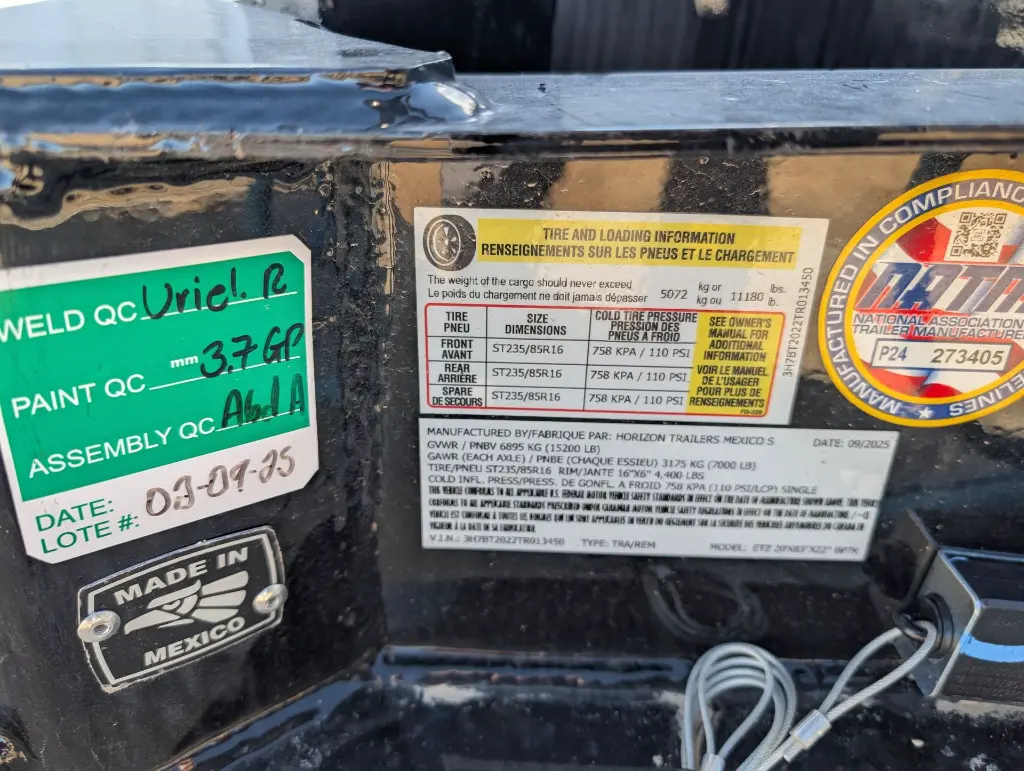 WELD QC Uriel. R
mm 3.7 GP
PAINT QC
ASSEMBLY QC Abel A
DATE: 03-09-25
LOTE #:
MADE IN
MEXICO
TIRE AND LOADING INFORMATION
RENSEIGNEMENTS SUR LES PNEUS ET LE CHARGEMENT
The weight of the cargo should never exceed
Le poids du chargement ne doit jamais dépasser
5072 kg or kg ou 11180 lbs. lb.
TIRE PNEU
SIZE DIMENSIONS
COLD TIRE PRESSURE PRESSION DES PNEUS A FROID
FRONT AVANT ST235/85R16 758 KPA / 110 PSI
REAR ARRIÈRE ST235/85R16 758 KPA / 110 PSI
SPARE DE SECOURS ST235/85R16 758 KPA / 110 PSI
SEE OWNER'S
MANUAL FOR
ADDITIONAL
INFORMATION
VOIR LE MANUEL
DE L'USAGER
POUR PLUS DE
RENSEIGNEMENTS
3H7BT2022TR013450
MANUFACTURED BY/FABRIQUE PAR: HORIZON TRAILERS MEXICO S DATE: 09/2025
GVWR / PNBV 6895 KG (15200 LB)
GAWR (EACH AXLE) / PNBE (CHAQUE ESSIEU) 3175 KG (7000 LB)
TIRE/PNEU ST235/85R16 RIM/JANTE 16"X6" 4,400 LBS
COLD INFL. PRESS/PRESS. DE GONFL. A FROID 758 KPA (110 PSI/LCP) SINGLE
V.I.N.: 3H7BT2022TR013450 TYPE: TRA/REM MODEL:
MANUFACTURED IN COMPLIANC
NATM
NATIONAL ASSOCIATION
TRAILER MANUFACTURE
P24 273405
ELINES